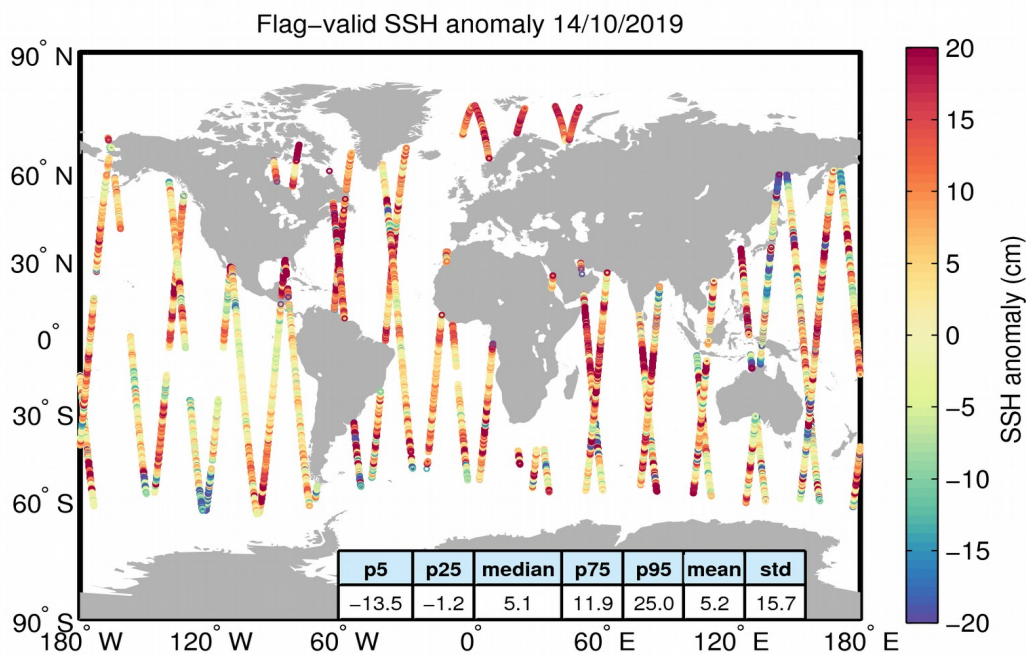 Flag−valid SSH anomaly 14/10/2019
90° N
60° N
30° N
0°
30° S
60° S
90° S
180° W
120° W
60° W
0°
60° E
120° E
180° E
p5 p25 median p75 p95 mean std
−13.5 −1.2 5.1 11.9 25.0 5.2 15.7
20
15
10
5
0
−5
−10
−15
−20
SSH anomaly (cm)